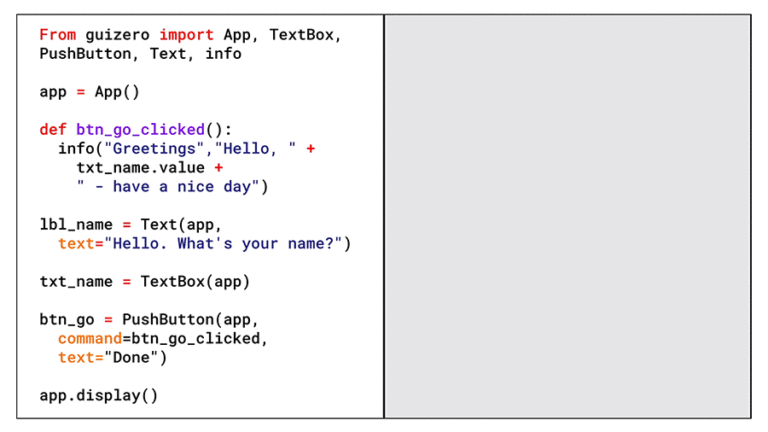 From guizero import App, TextBox,
PushButton, Text, info
app = App()
def btn_go_clicked():
info("Greetings","Hello, " +
txt_name.value +
" - have a nice day")
lbl_name = Text(app,
text="Hello. What's your name?")
txt_name = TextBox(app)
btn_go = PushButton(app,
command=btn_go_clicked,
text="Done")
app.display()